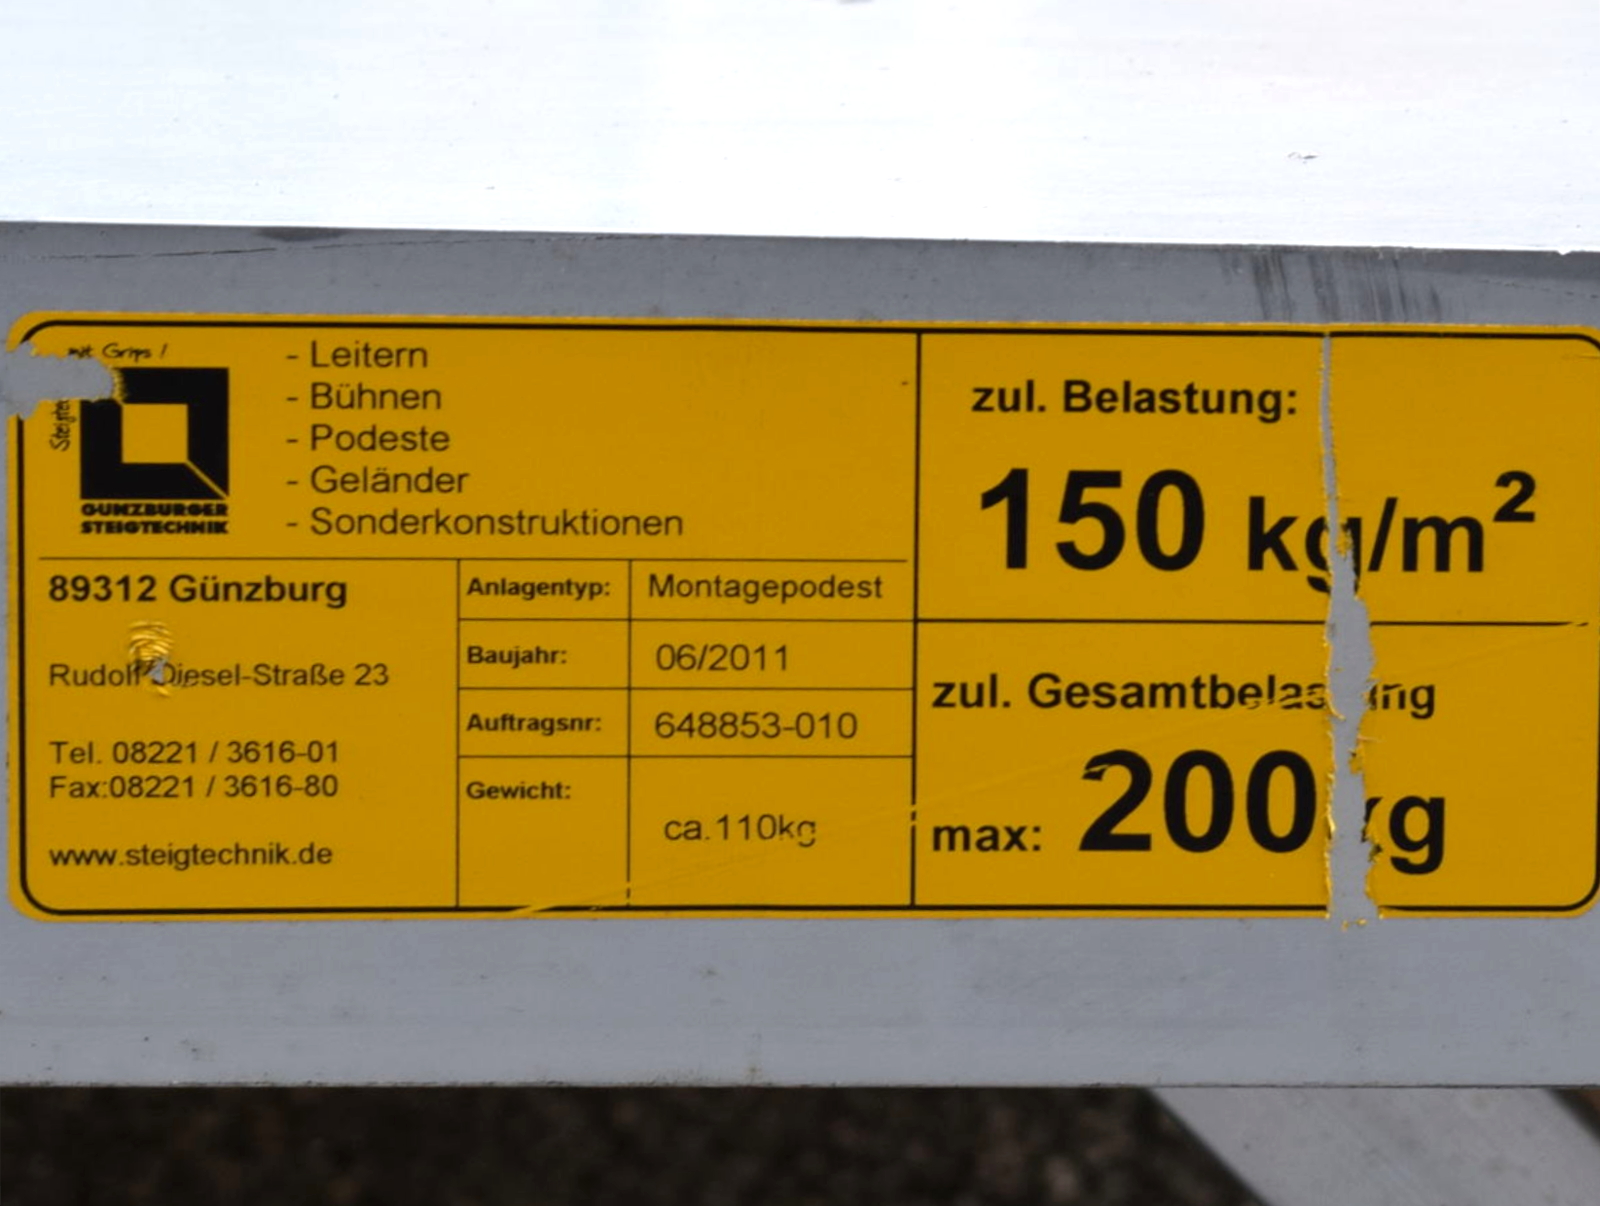 mit Grips!
GÜNZBURGER
STEIGTECHNIK
- Leitern
- Bühnen
- Podeste
- Geländer
- Sonderkonstruktionen
89312 Günzburg
Rudolf-Diesel-Straße 23
Tel. 08221 / 3616-01
Fax:08221 / 3616-80
www.steigtechnik.de
Anlagentyp: Montagepodest
Baujahr: 06/2011
Auftragsnr: 648853-010
Gewicht: ca.110kg
zul. Belastung:
150 kg/m²
zul. Gesamtbelastung
max: 200 kg